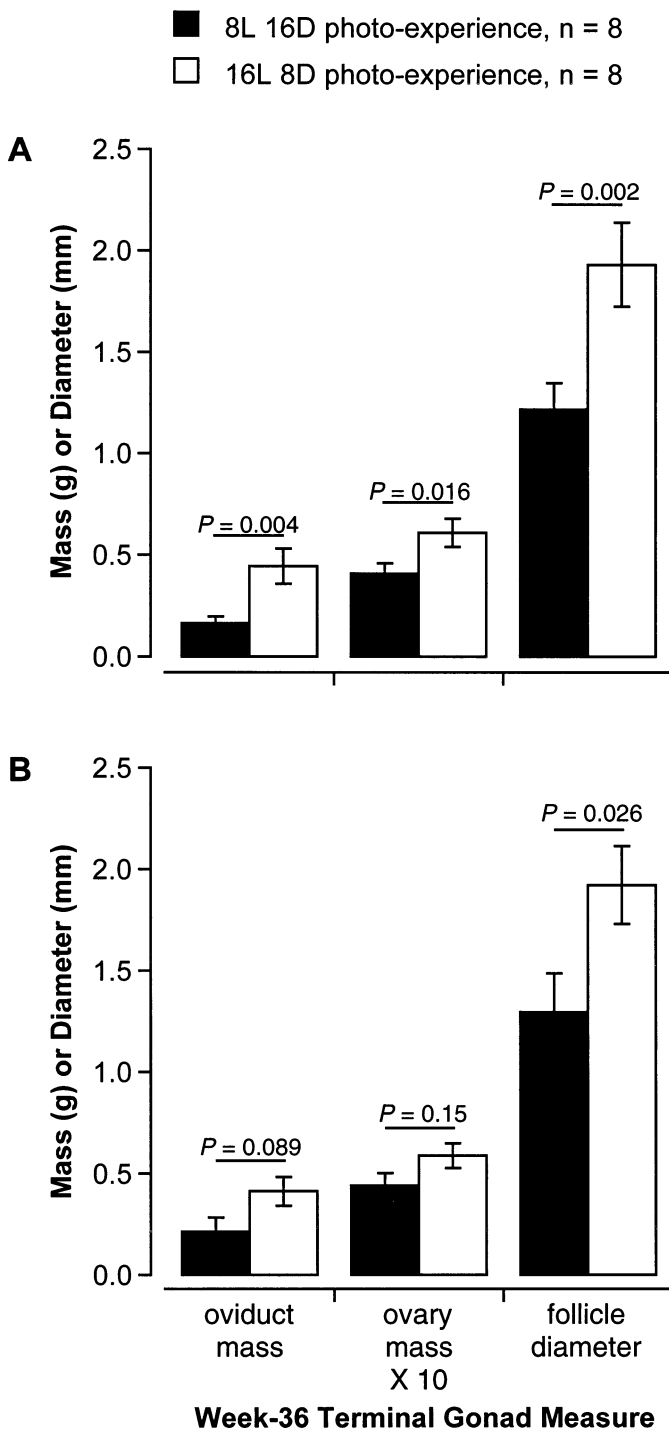 8L 16D photo-experience, n = 8
16L 8D photo-experience, n = 8
A
Mass (g) or Diameter (mm)
2.5
2.0
1.5
1.0
0.5
0.0
P = 0.004
P = 0.016
P = 0.002
B
Mass (g) or Diameter (mm)
2.5
2.0
1.5
1.0
0.5
0.0
P = 0.089
P = 0.15
P = 0.026
oviduct
mass
ovary
mass
X 10
follicle
diameter
Week-36 Terminal Gonad Measure